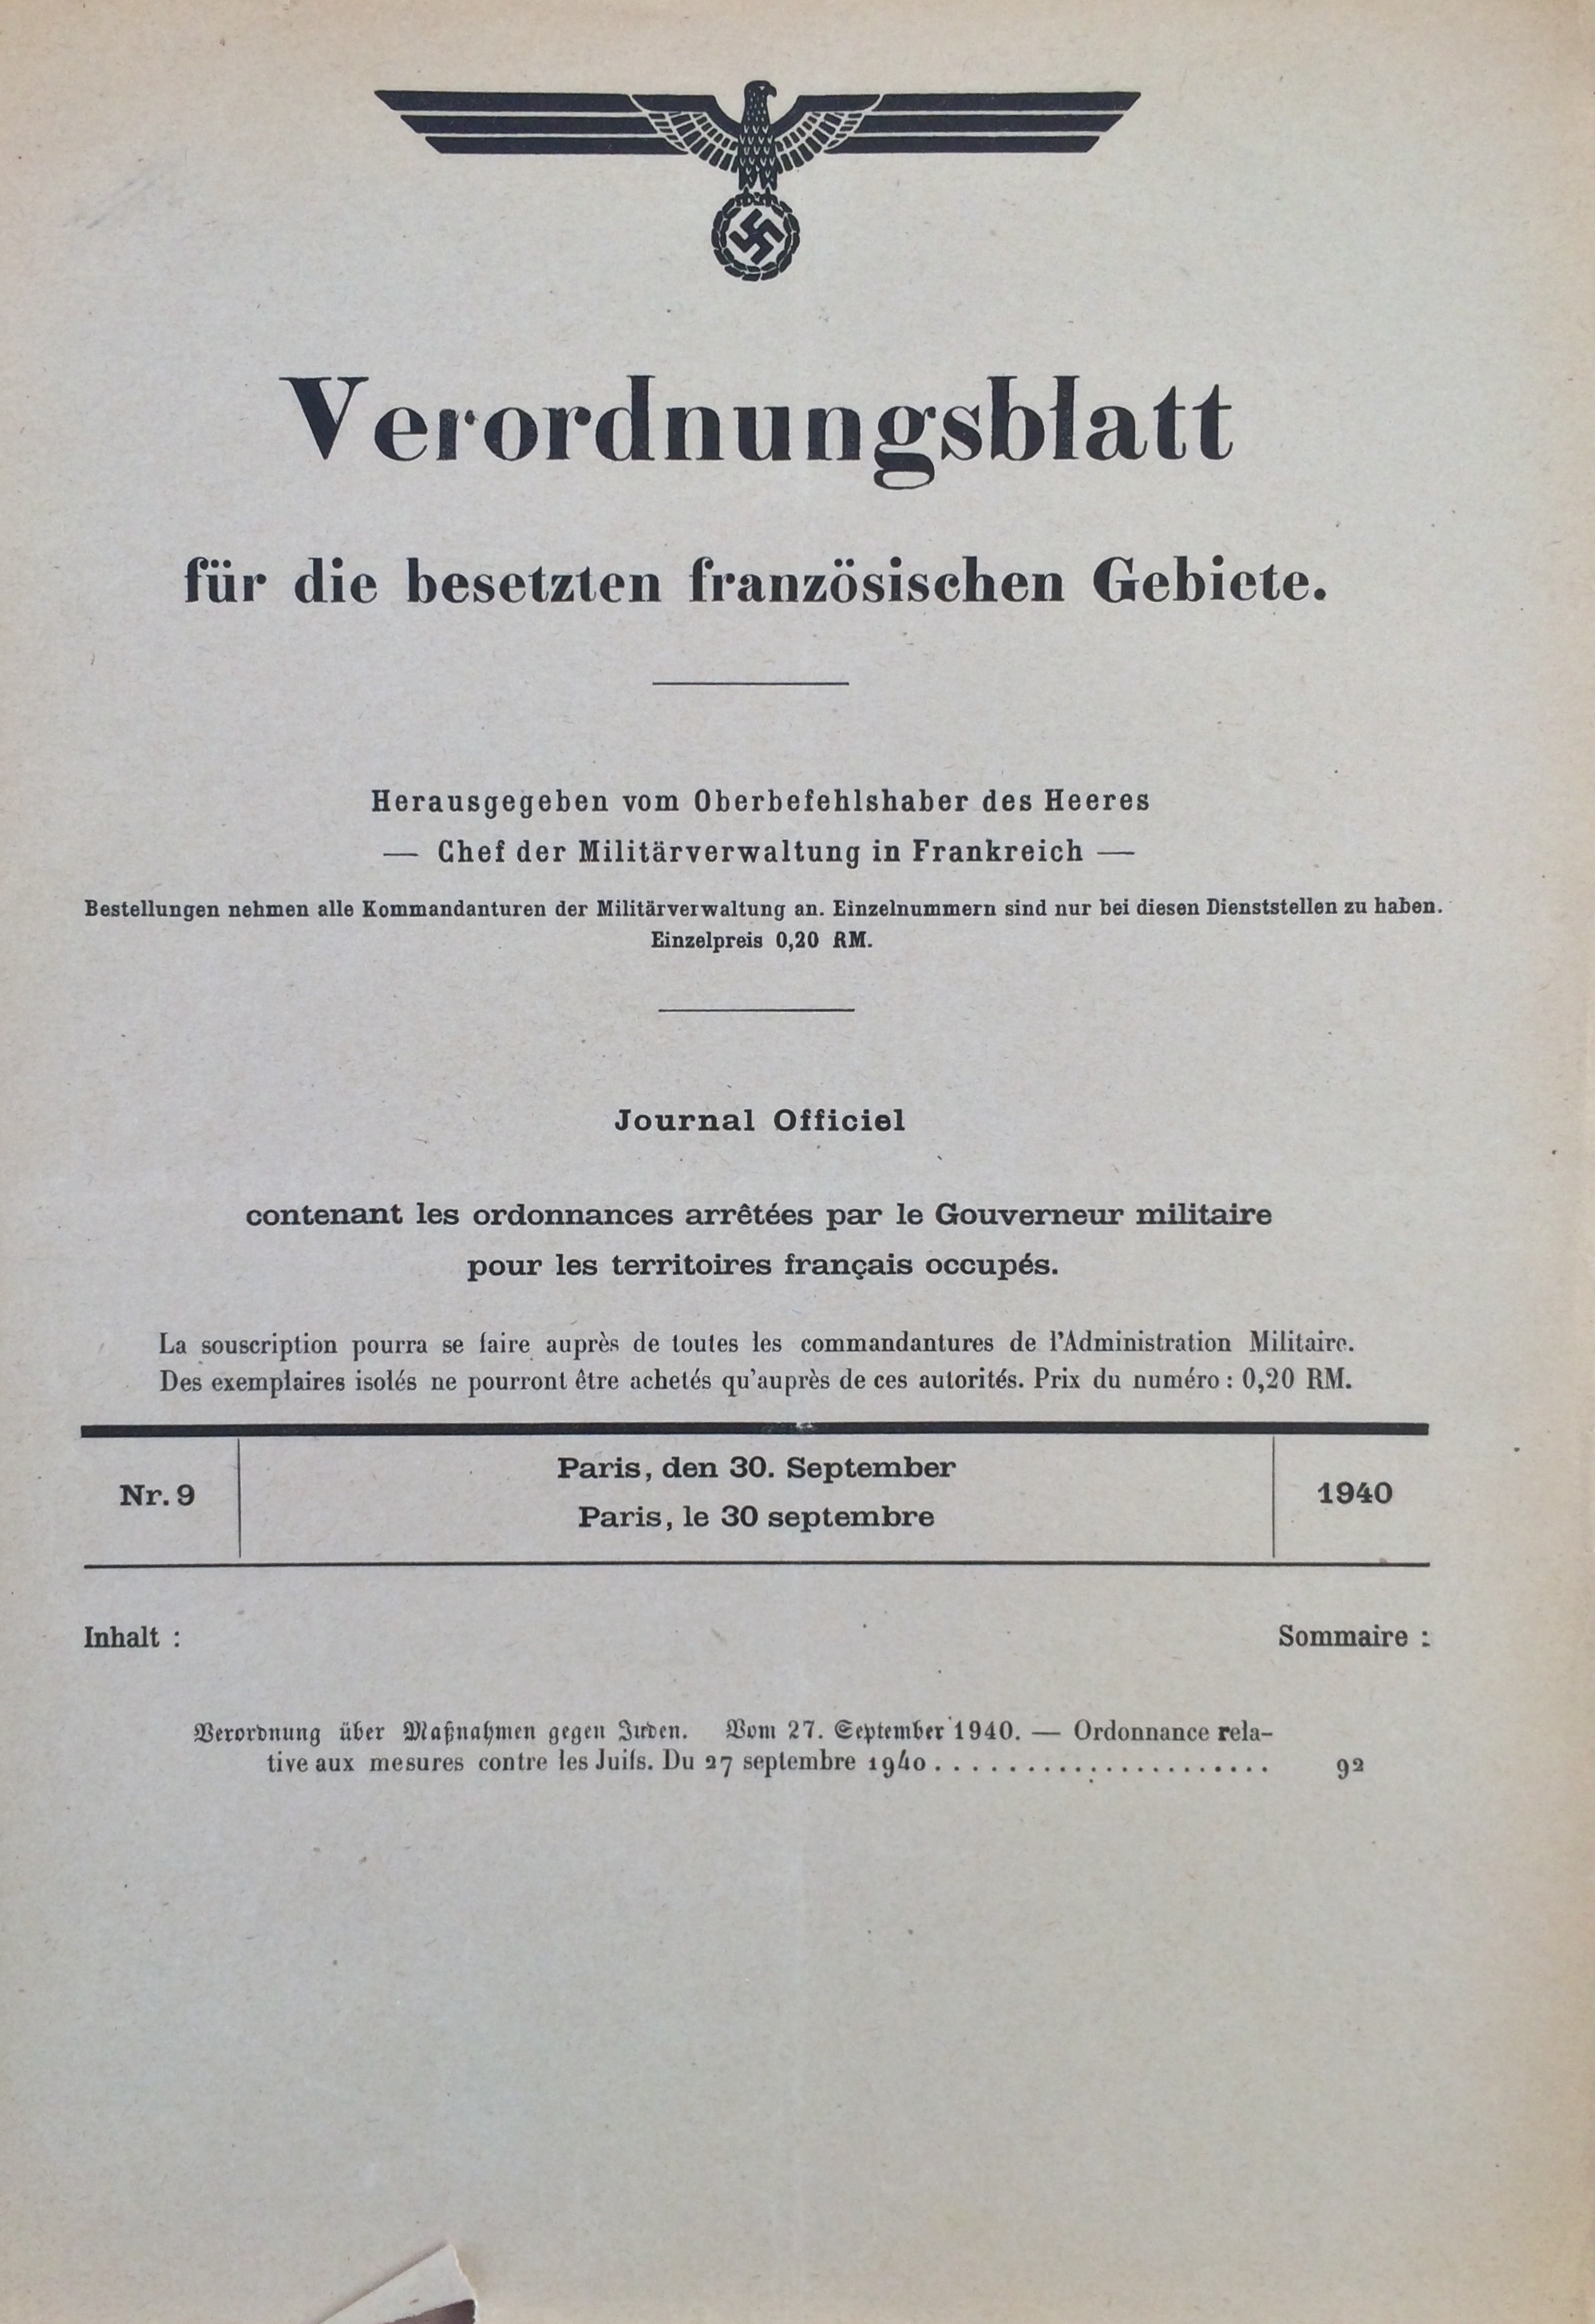 Verordnungsblatt
für die besetzten französischen Gebiete.
Herausgegeben vom Oberbefehlshaber des Heeres
— Chef der Militärverwaltung in Frankreich —
Bestellungen nehmen alle Kommandanturen der Militärverwaltung an. Einzelnummern sind nur bei diesen Dienststellen zu haben.
Einzelpreis 0,20 RM.
Journal Officiel
contenant les ordonnances arrêtées par le Gouverneur militaire
pour les territoires français occupés.
La souscription pourra se faire auprès de toutes les commandantures de l'Administration Militaire.
Des exemplaires isolés ne pourront être achetés qu'auprès de ces autorités. Prix du numéro : 0,20 RM.
Nr. 9
Paris, den 30. September
Paris, le 30 septembre
1940
Inhalt :
Sommaire :
Verordnung über Maßnahmen gegen Juden. Vom 27. September 1940. — Ordonnance rela-
tive aux mesures contre les Juifs. Du 27 septembre 1940 . . . . . . . . . . . . . . . . . . . . . 92